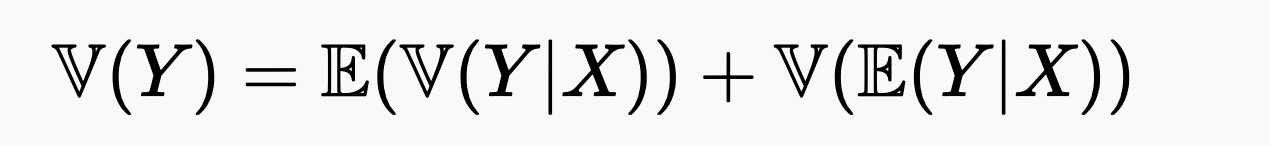 𝕍(𝒀) = 𝔼(𝕍(𝒀|𝑿)) + 𝕍(𝔼(𝒀|𝑿))